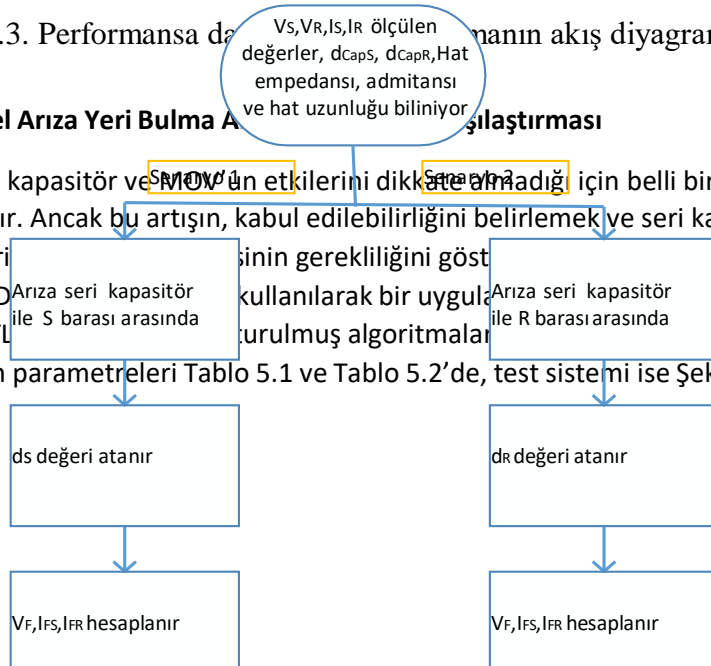 .3. Performansa da manın akış diyagran
VS,VR,IS,IR ölçülen
değerler, dCapS, dCapR,Hat
empedansı, admitansı
ve hat uzunluğu biliniyor
el Arıza Yeri Bulma A şılaştırması
Senaryo 1
Senaryo 2
kapasitör ve MOV'un etkilerini dikkate almadığı için belli bir
ır. Ancak bu artışın, kabul edilebilirliğini belirlemek ve seri ka
ri sinin gerekliliğini göst
D kullanılarak bir uygula
turulmuş algoritmalar
n parametreleri Tablo 5.1 ve Tablo 5.2'de, test sistemi ise Şek
Arıza seri kapasitör
ile S barası arasında
Arıza seri kapasitör
ile R barası arasında
ds değeri atanır
dR değeri atanır
VF,IFS,IFR hesaplanır
VF,IFS,IFR hesaplanır